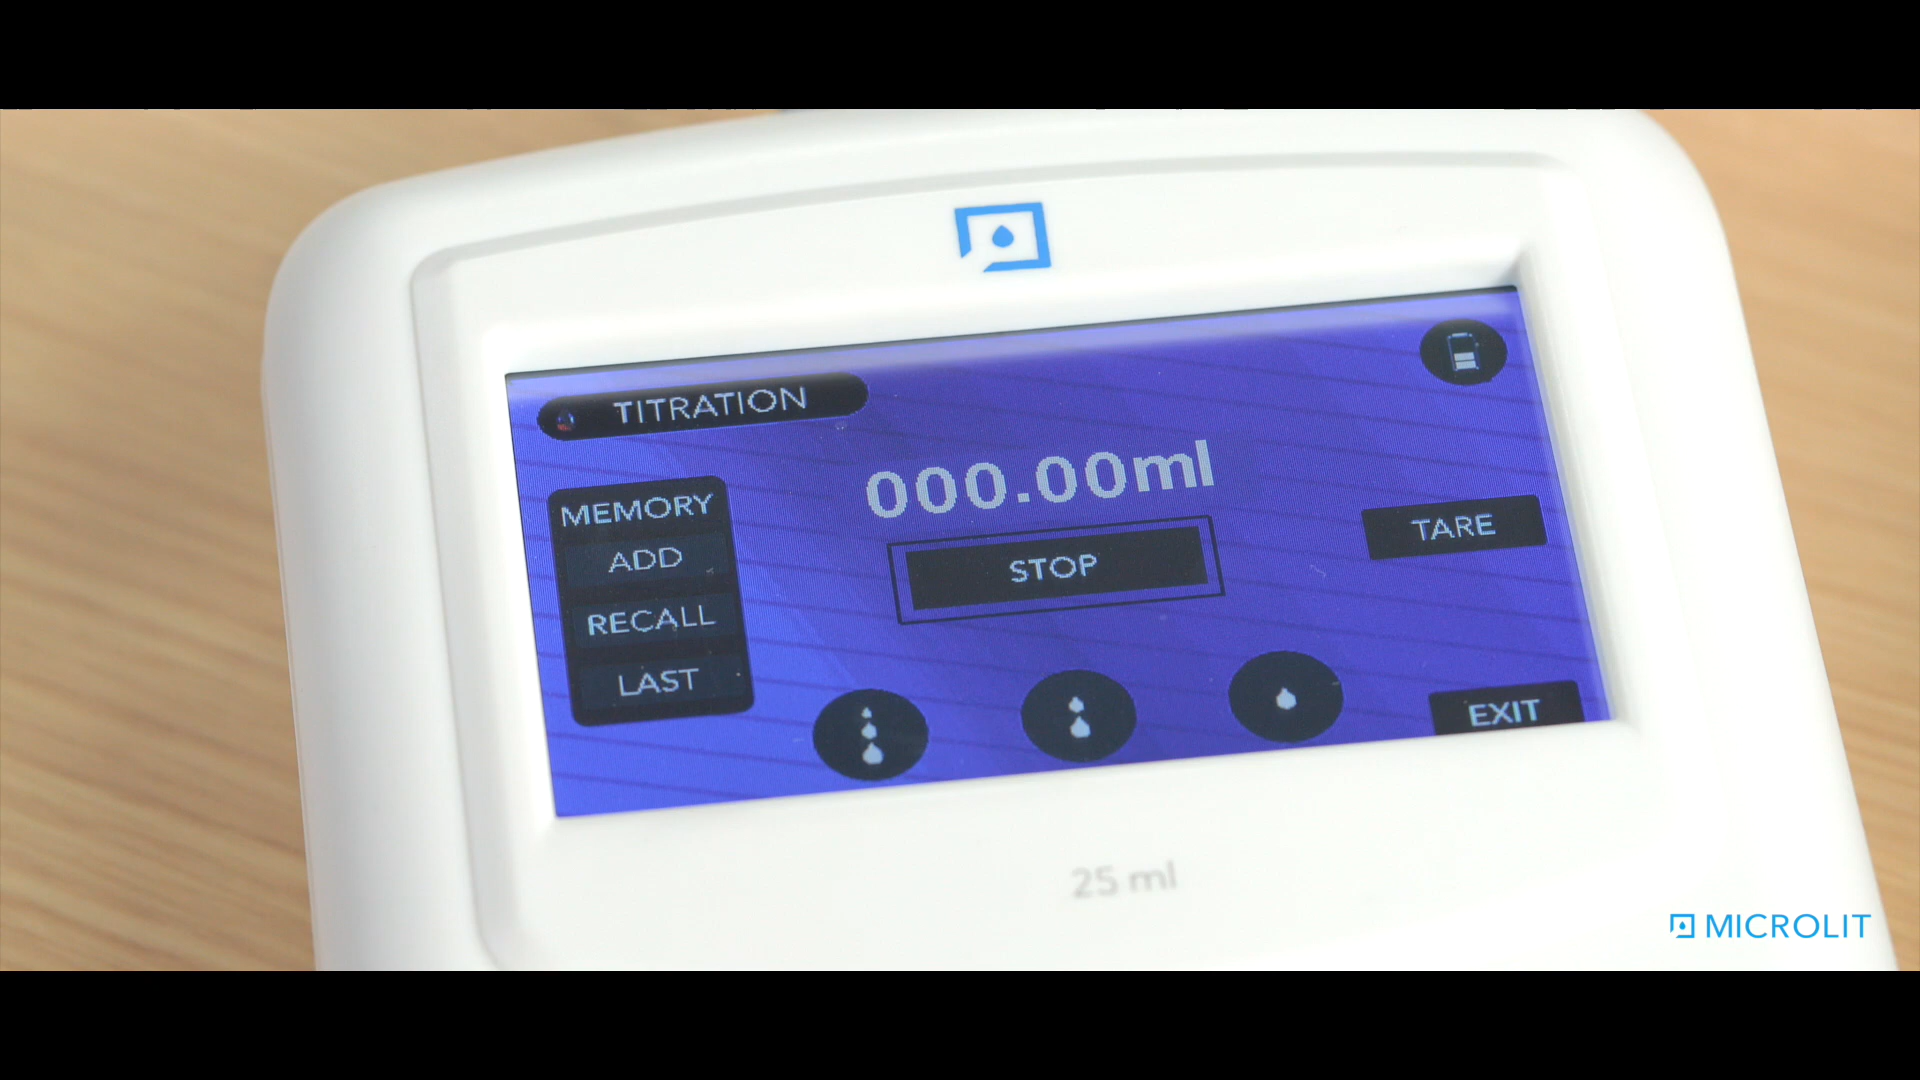 TITRATION
000.00ml
MEMORY
ADD
RECALL
LAST
STOP
TARE
EXIT
25 ml
MICROLIT